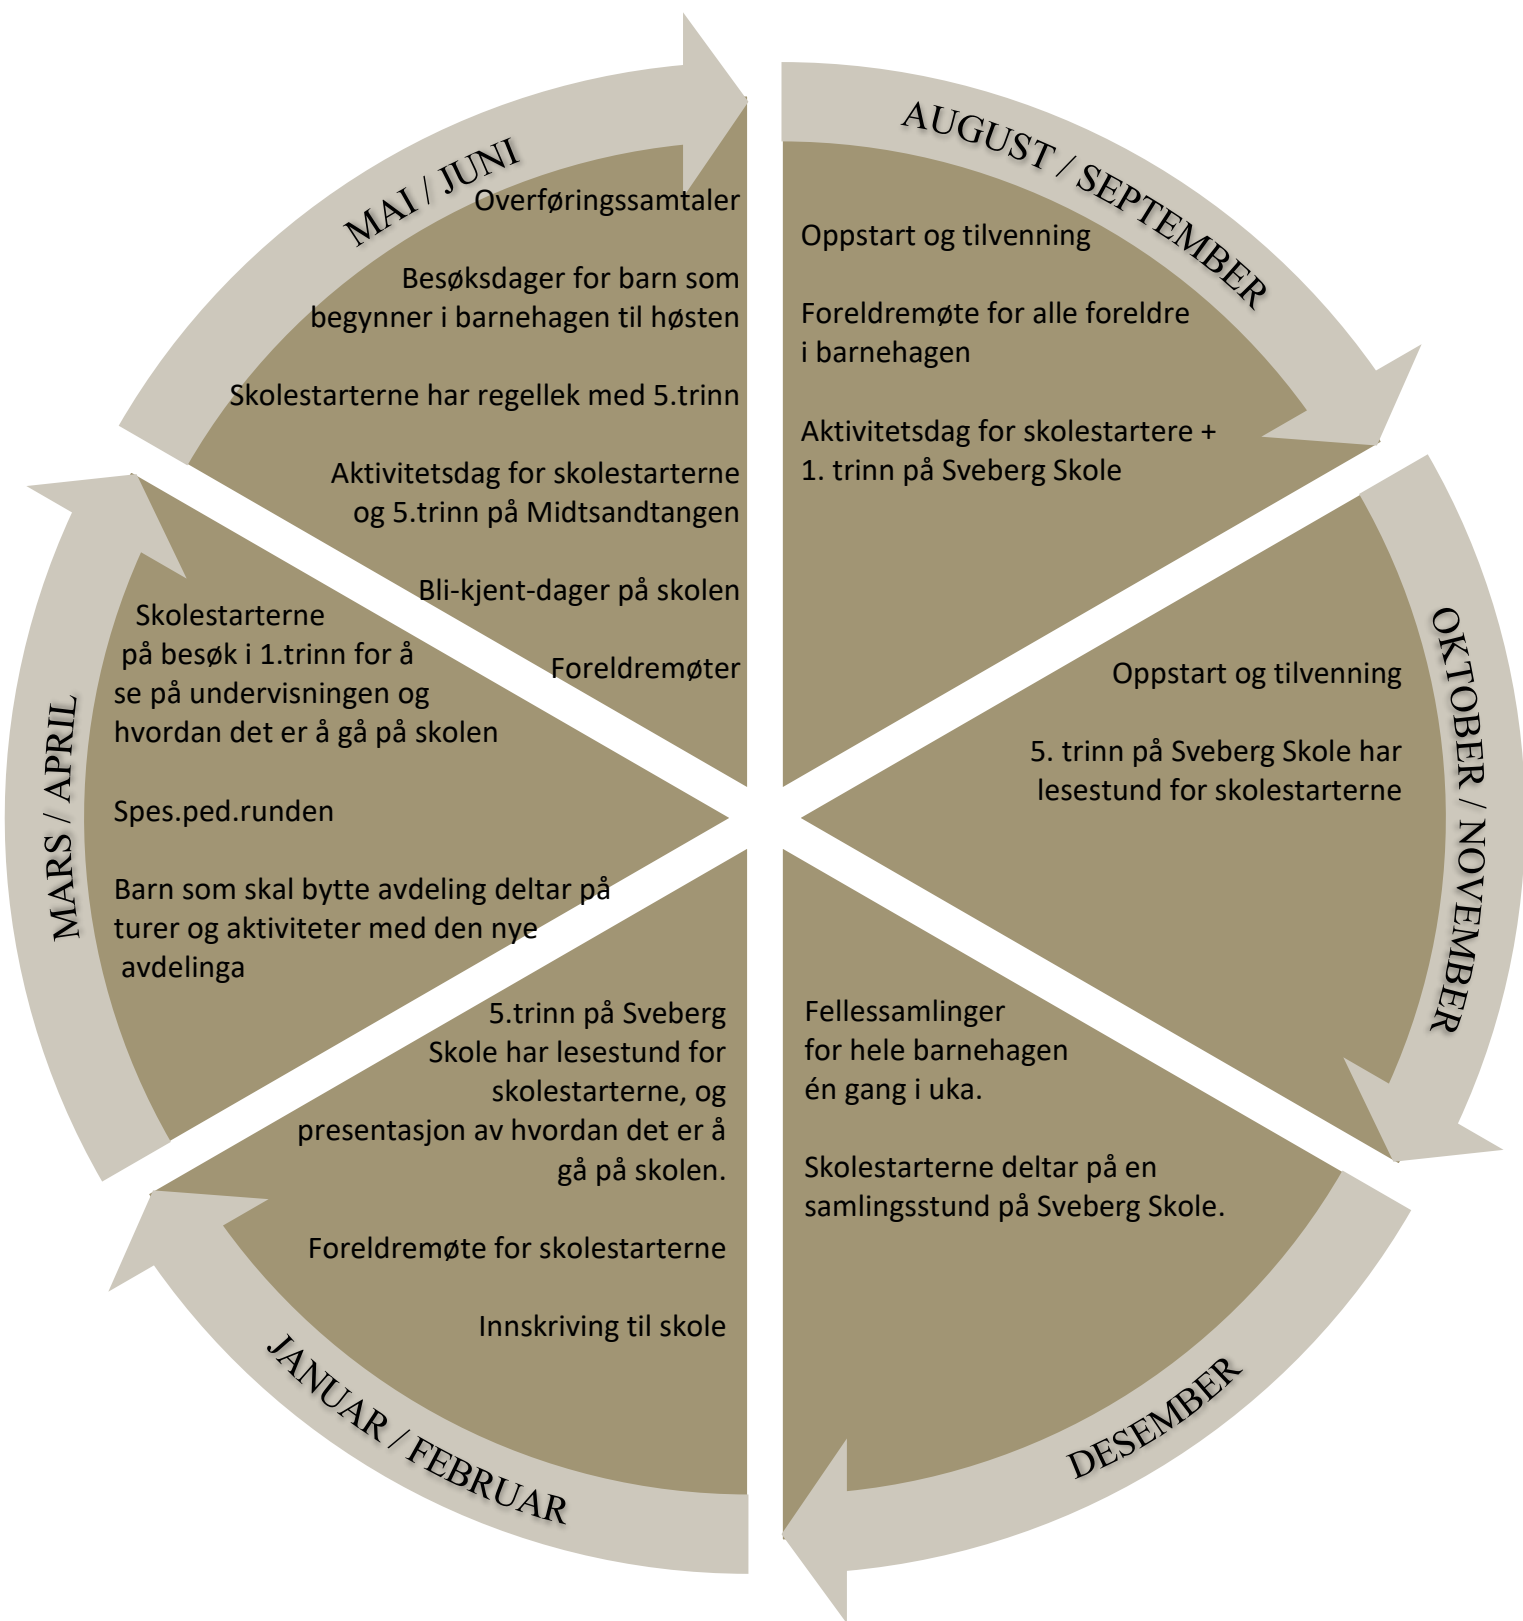 AUGUST / SEPTEMBER
Oppstart og tilvenning
Foreldremøte for alle foreldre
i barnehagen
Aktivitetsdag for skolestartere +
1. trinn på Sveberg Skole
OKTOBER / NOVEMBER
Oppstart og tilvenning
5. trinn på Sveberg Skole har
lesestund for skolestarterne
DESEMBER
Fellessamlinger
for hele barnehagen
én gang i uka.
Skolestarterne deltar på en
samlingsstund på Sveberg Skole.
JANUAR / FEBRUAR
5.trinn på Sveberg
Skole har lesestund for
skolestarterne, og
presentasjon av hvordan det er å
gå på skolen.
Foreldremøte for skolestarterne
Innskriving til skole
MARS / APRIL
Skolestarterne
på besøk i 1.trinn for å
se på undervisningen og
hvordan det er å gå på skolen
Spes.ped.runden
Barn som skal bytte avdeling deltar på
turer og aktiviteter med den nye
avdelinga
MAI / JUNI
Overføringssamtaler
Besøksdager for barn som
begynner i barnehagen til høsten
Skolestarterne har regellek med 5.trinn
Aktivitetsdag for skolestarterne
og 5.trinn på Midtsandtangen
Bli-kjent-dager på skolen
Foreldremøter